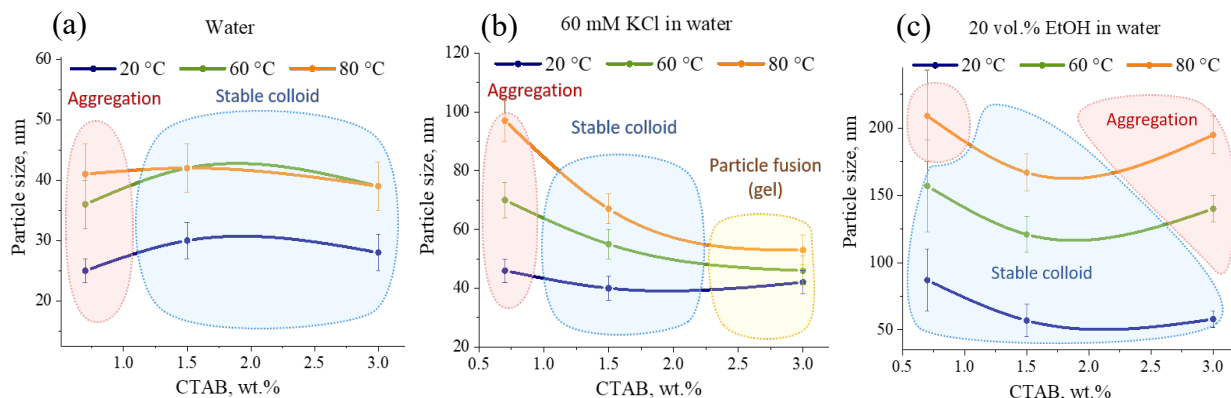 (a)
Water
60
20 °C
60 °C
80 °C
Aggregation
Stable colloid
50
40
30
20
Particle size, nm
1.0
1.5
2.0
2.5
3.0
CTAB, wt.%
(b)
60 mM KCl in water
120
20 °C
60 °C
80 °C
Aggregation
100
Stable colloid
Particle fusion
(gel)
80
60
40
20
Particle size, nm
0.5
1.0
1.5
2.0
2.5
3.0
CTAB, wt.%
(c)
20 vol.% EtOH in water
20 °C
60 °C
80 °C
Aggregation
200
150
100
50
Stable colloid
Particle size, nm
0.5
1.0
1.5
2.0
2.5
3.0
CTAB, wt.%